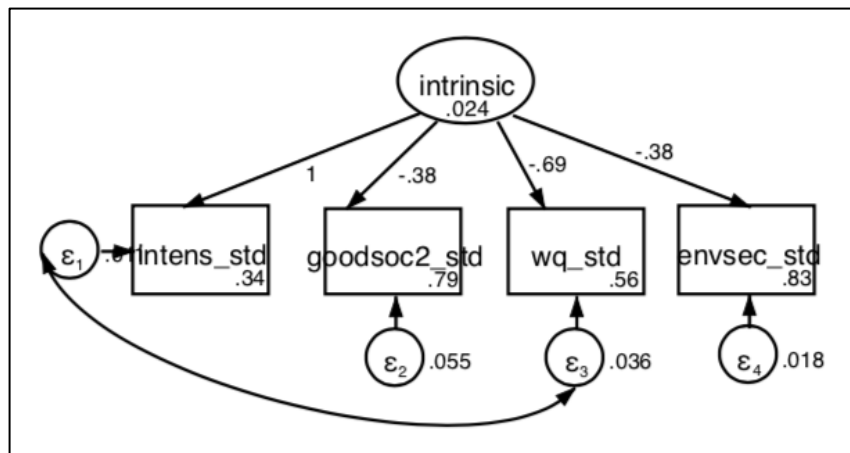 intrinsic
.024
1
-.38
-.69
-.38
ε1
Intens_std
.34
goodsoc2_std
.79
wq_std
.56
envsec_std
.83
ε2
.055
ε3
.036
ε4
.018